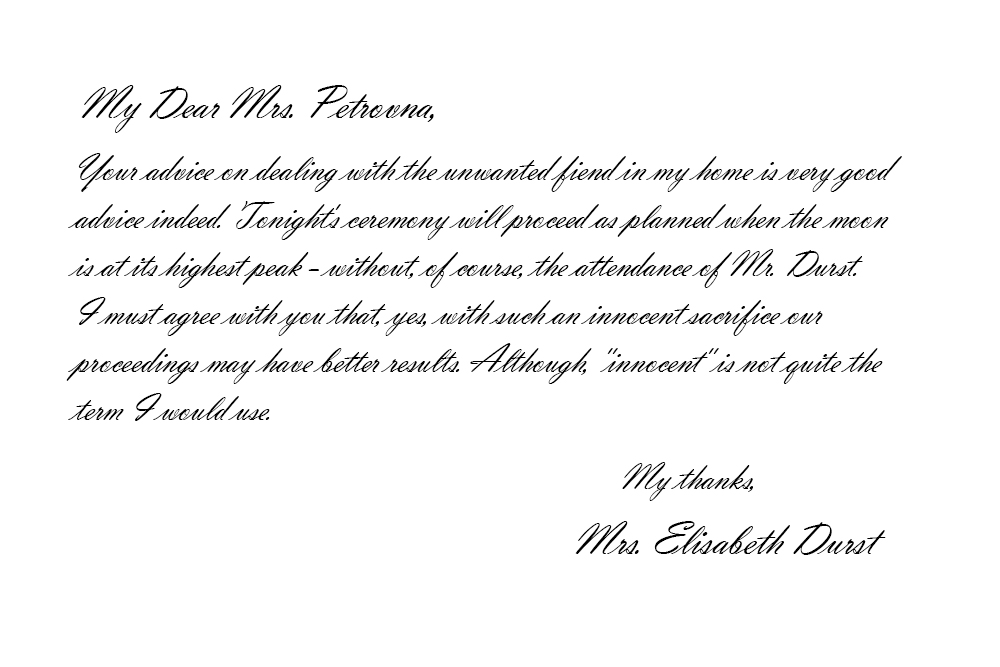 My Dear Mrs. Petrovna,
Your advice on dealing with the unwanted fiend in my home is very good
advice indeed. Tonight's ceremony will proceed as planned when the moon
is at its highest peak - without, of course, the attendance of Mr. Durst.
I must agree with you that, yes, with such an innocent sacrifice our
proceedings may have better results. Although, "innocent" is not quite the
term I would use.
My thanks,
Mrs. Elisabeth Durst